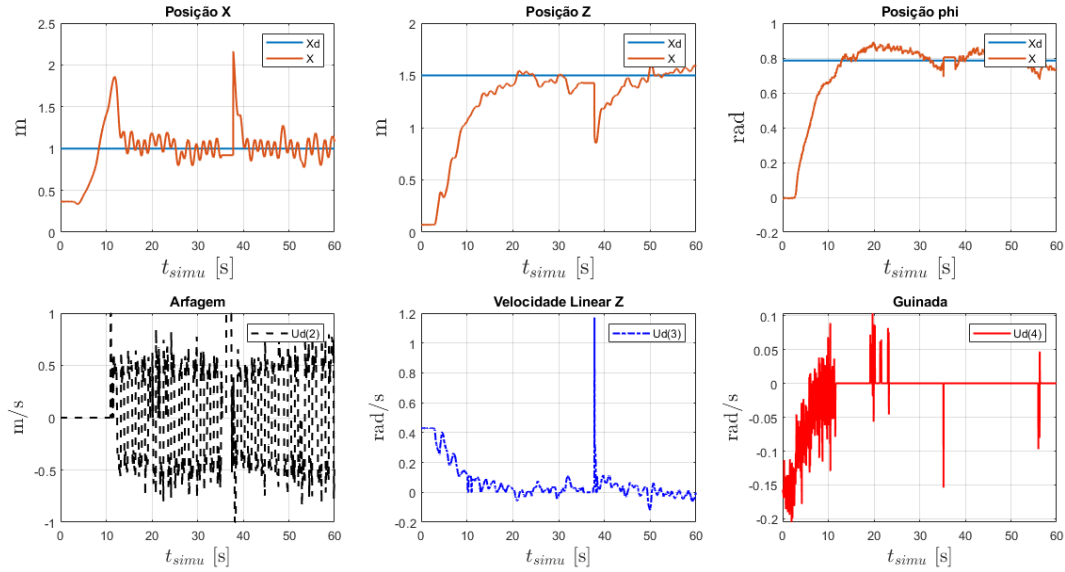 Posição X
2.5
2
1.5
1
0.5
0
m
Xd
X
0 10 20 30 40 50 60
t_simu [s]
Posição Z
2
1.5
1
0.5
0
m
Xd
X
0 10 20 30 40 50 60
t_simu [s]
Posição phi
1
0.8
0.6
0.4
0.2
0
-0.2
rad
Xd
X
0 10 20 30 40 50 60
t_simu [s]
Arfagem
1
0.5
0
-0.5
-1
m/s
Ud(2)
0 10 20 30 40 50 60
t_simu [s]
Velocidade Linear Z
1.2
1
0.8
0.6
0.4
0.2
0
-0.2
rad/s
Ud(3)
0 10 20 30 40 50 60
t_simu [s]
Guinada
0.1
0.05
0
-0.05
-0.1
-0.15
-0.2
rad/s
Ud(4)
0 10 20 30 40 50 60
t_simu [s]